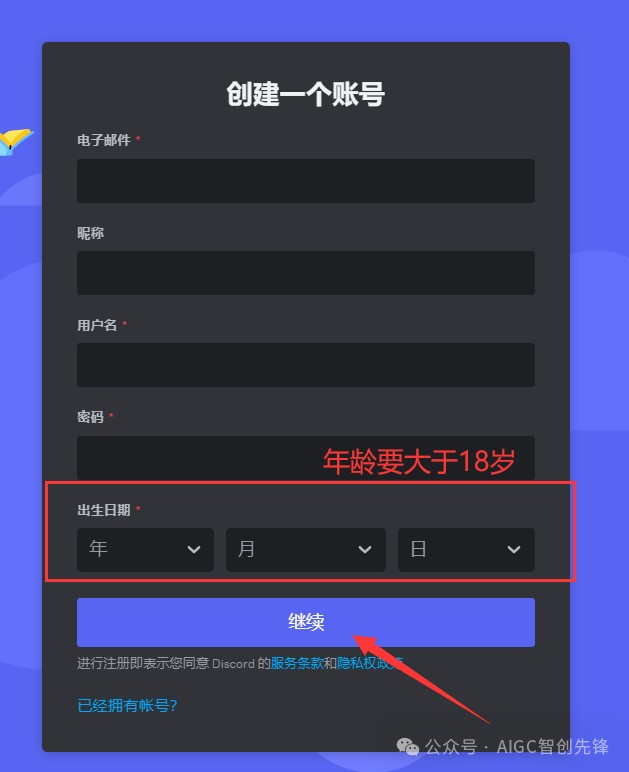 创建一个账号
电子邮件 *
昵称
用户名 *
密码 *
年龄要大于18岁
出生日期 *
年 月 日
继续
进行注册即表示您同意 Discord 的服务条款和隐私权政策
已经拥有帐号?
公众号 · AIGC智创先锋